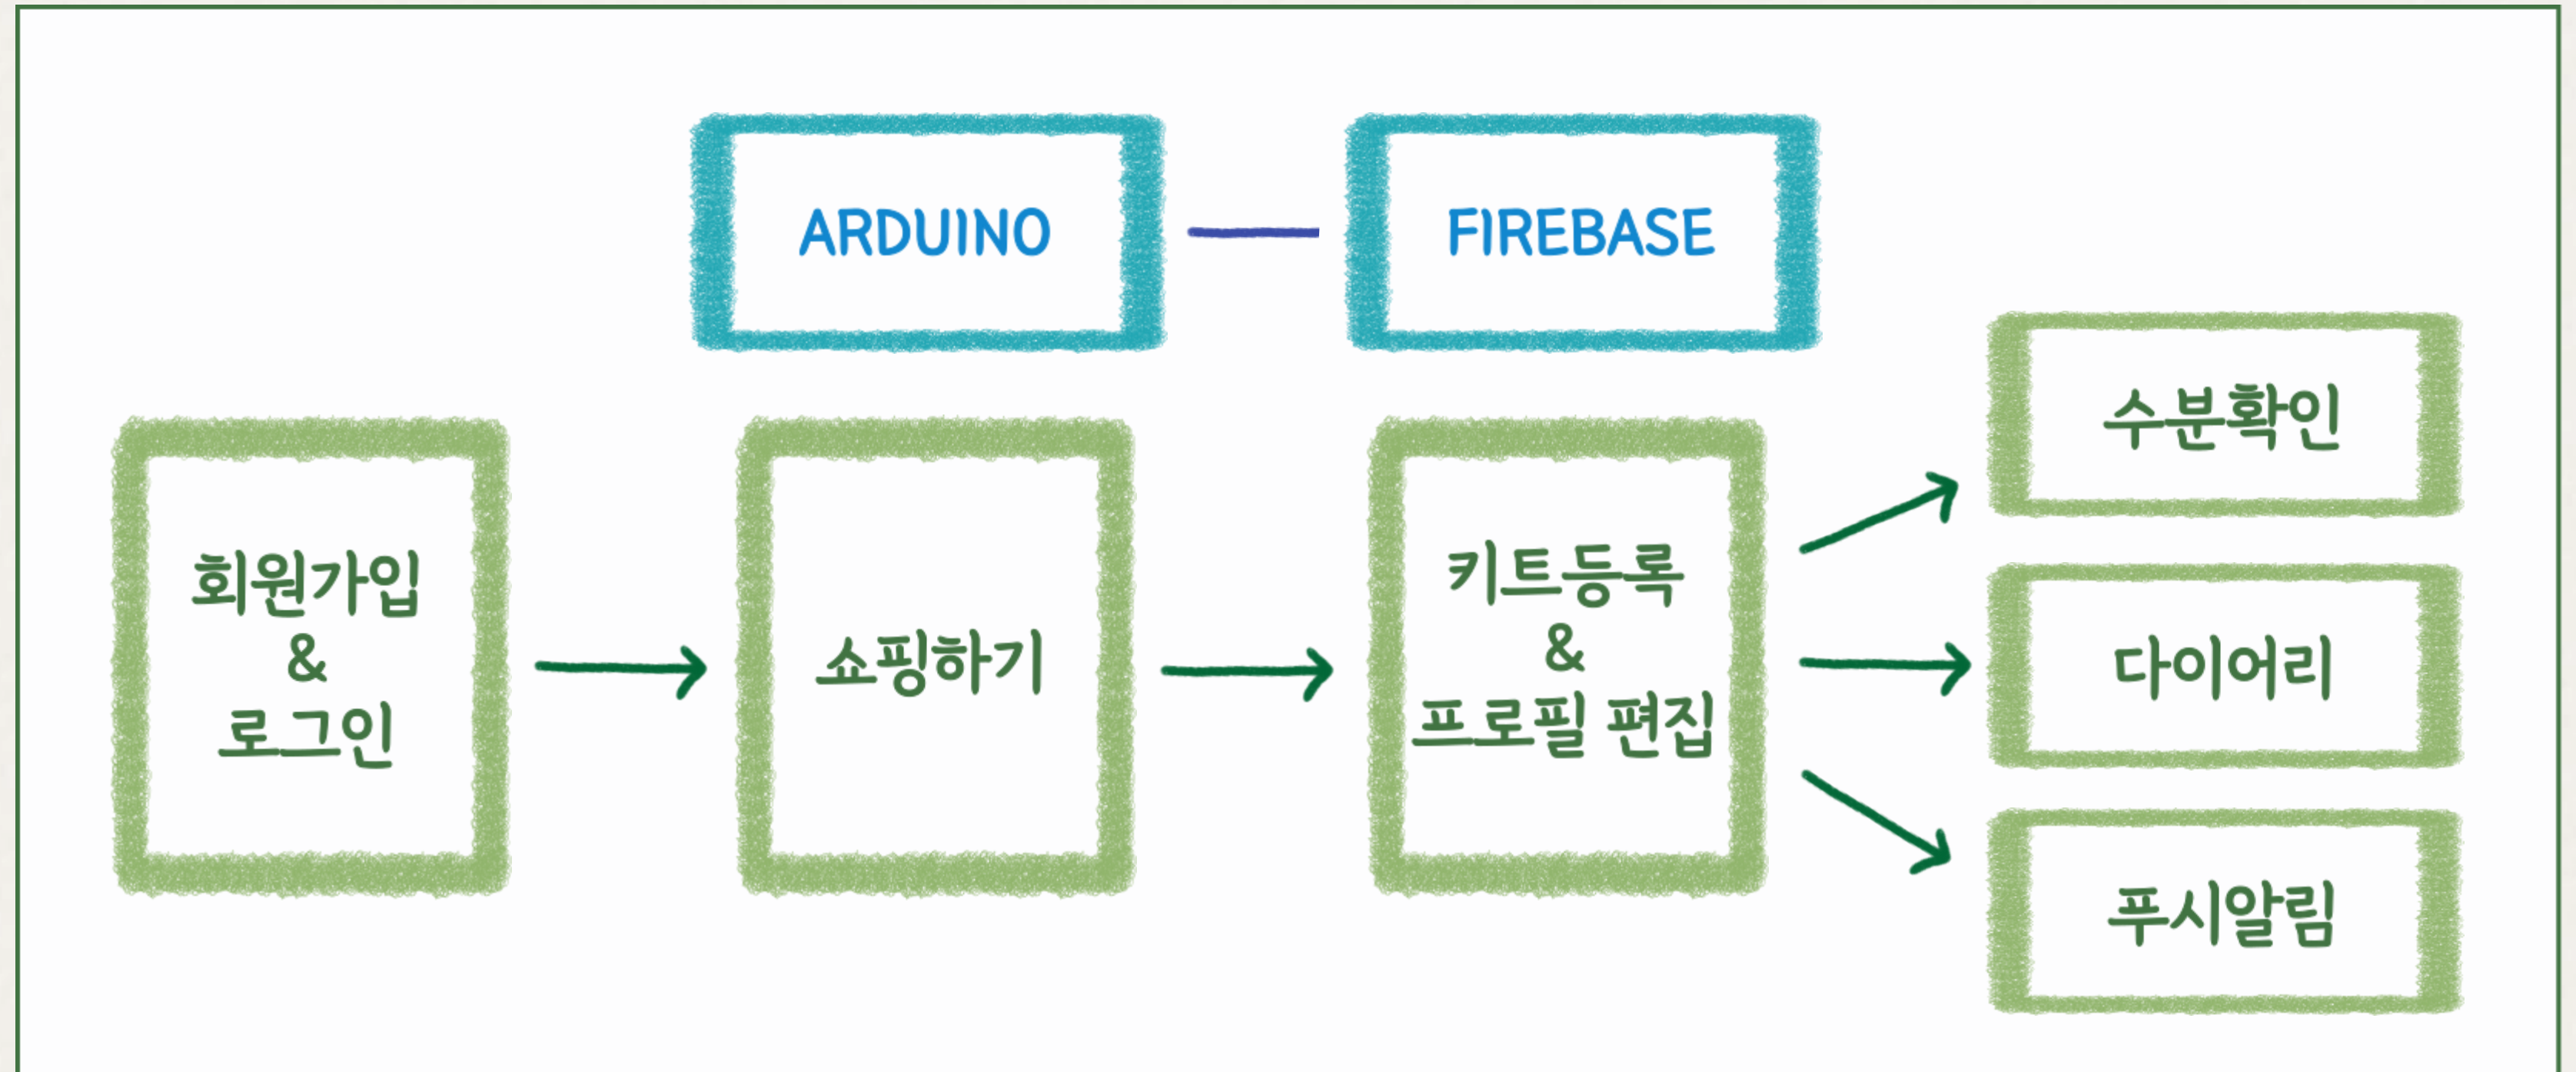 ARDUINO
FIREBASE
회원가입
&
로그인
쇼핑하기
키트등록
&
프로필 편집
수분확인
다이어리
푸시알림